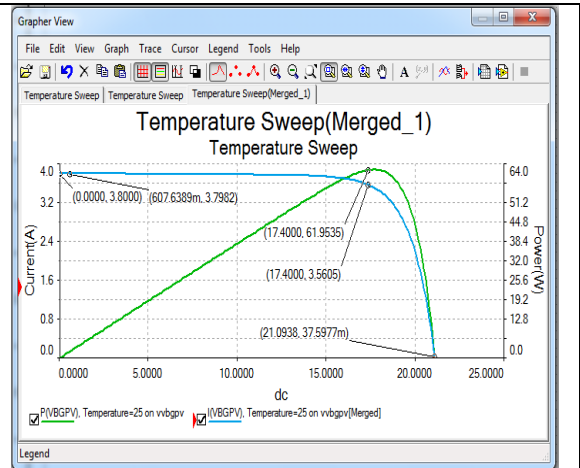 Grapher View
File Edit View Graph Trace Cursor Legend Tools Help
Temperature Sweep Temperature Sweep Temperature Sweep(Merged_1)
Temperature Sweep(Merged_1)
Temperature Sweep
4.0
3.2
2.4
1.6
0.8
0.0
Current(A)
(0.0000, 3.8000)
(607.6389m, 3.7982)
(17.4000, 61.9535)
(17.4000, 3.5605)
(21.0938, 37.5977m)
64.0
51.2
44.8
38.4
32.0
25.6
19.2
12.8
0.0
Power(W)
0.0000 5.0000 10.0000 15.0000 20.0000 25.0000
dc
P(VBGPV), Temperature=25 on vvbgpv I(VBGPV), Temperature=25 on vvbgpv[Merged]
Legend